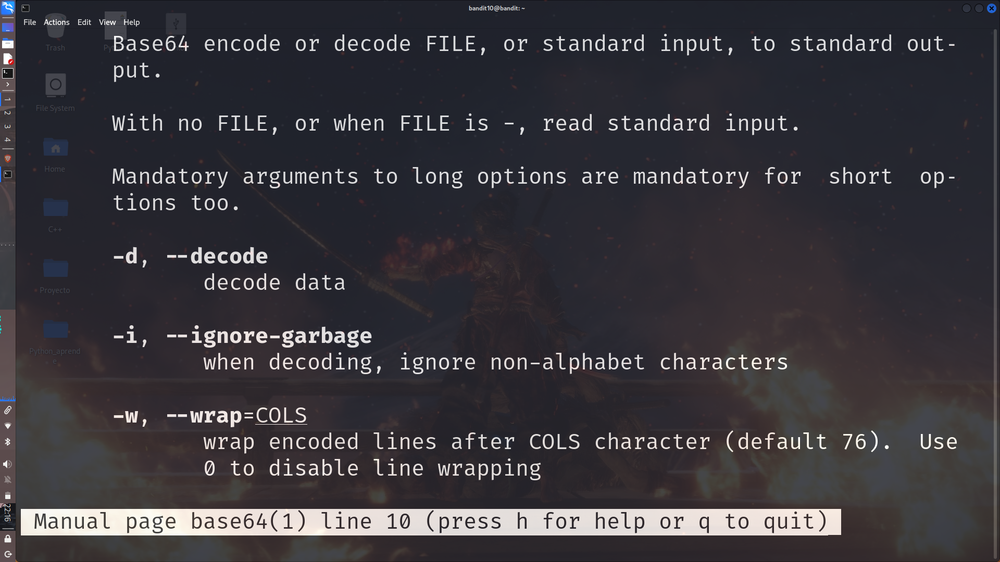 bandit10@bandit: ~
File Actions Edit View Help
Base64 encode or decode FILE, or standard input, to standard out-
put.
With no FILE, or when FILE is -, read standard input.
Mandatory arguments to long options are mandatory for  short  op-
tions too.
-d, --decode
decode data
-i, --ignore-garbage
when decoding, ignore non-alphabet characters
-w, --wrap=COLS
wrap encoded lines after COLS character (default 76).  Use
0 to disable line wrapping
Manual page base64(1) line 10 (press h for help or q to quit)
Trash
File System
Home
C++
Proyecto
Python_aprend
e
1
2
3
4
22:16